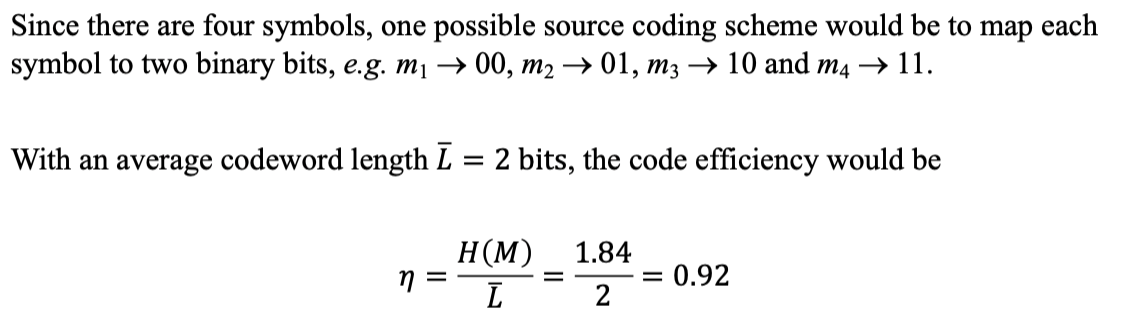 Since there are four symbols, one possible source coding scheme would be to map each
symbol to two binary bits, e.g. m₁ → 00, m₂ → 01, m₃ → 10 and m₄ → 11.
With an average codeword length L̄ = 2 bits, the code efficiency would be
η = H(M)/L̄ = 1.84/2 = 0.92